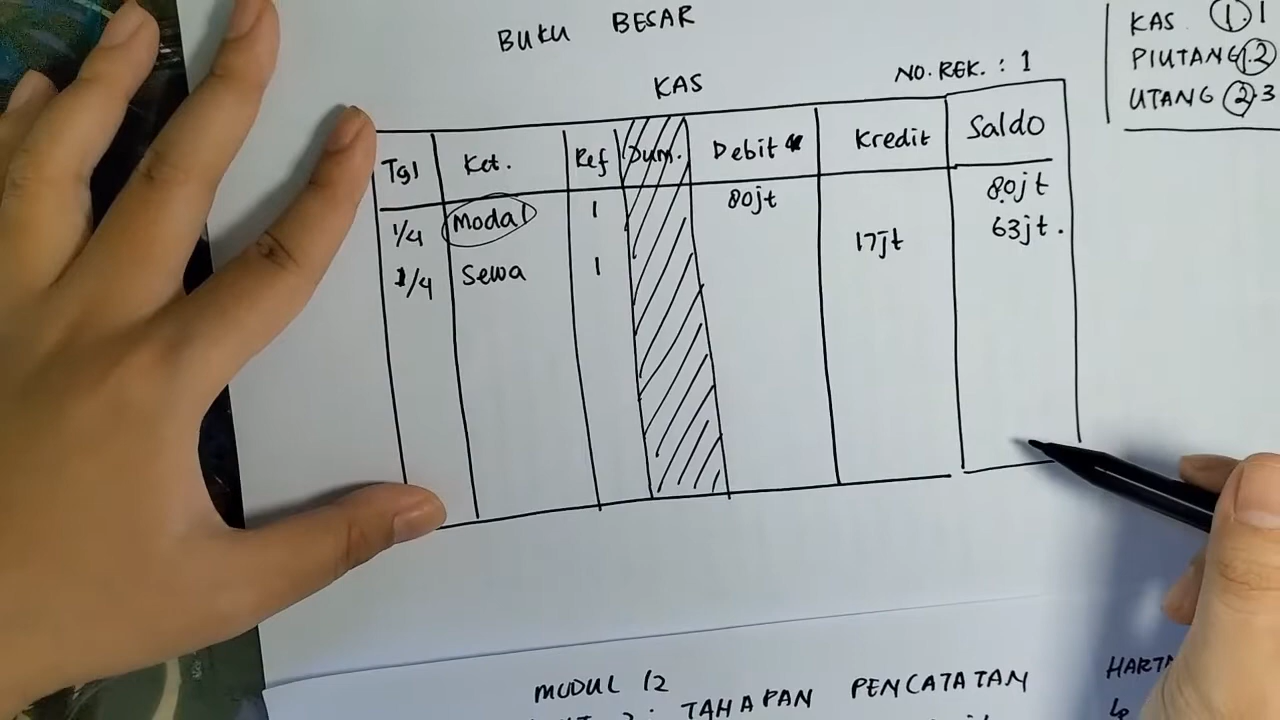 BUKU BESAR
KAS
NO. REK. : 1
Tgl Ket. Ref Debit Kredit Saldo
1/4 Modal 1 80jt 80jt
1/4 Sewa 1 17jt 63jt.
KAS 1.1
PIUTANG 1.2
UTANG 2.3
MODUL 12
TAHAPAN PENCATATAN